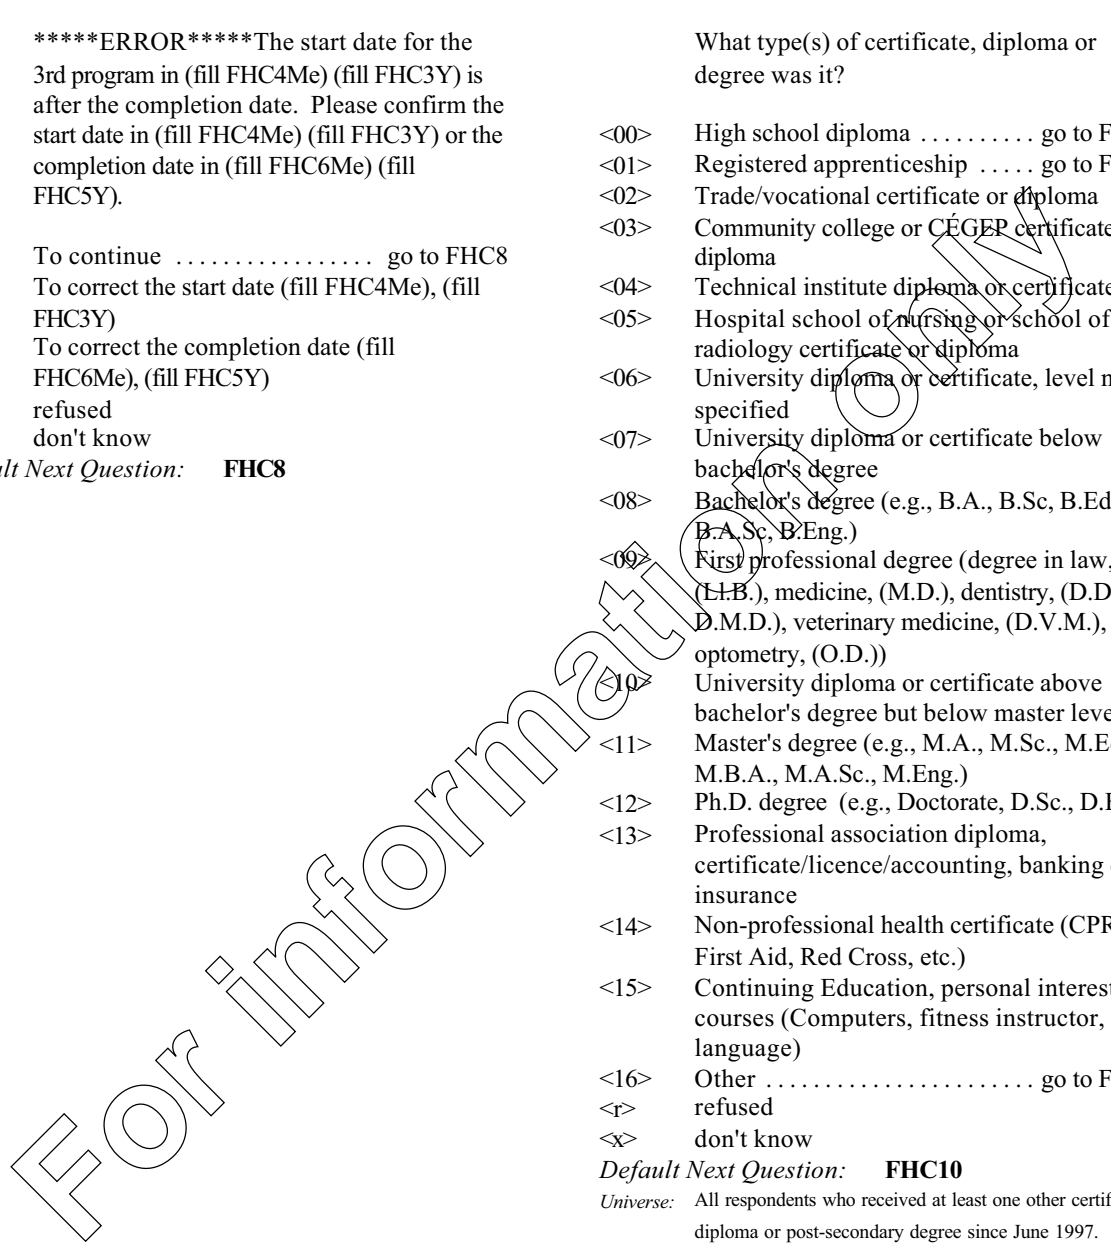 *****ERROR*****The start date for the
3rd program in (fill FHC4Me) (fill FHC3Y) is
after the completion date. Please confirm the
start date in (fill FHC4Me) (fill FHC3Y) or the
completion date in (fill FHC6Me) (fill
FHC5Y).
To continue ................. go to FHC8
To correct the start date (fill FHC4Me), (fill
FHC3Y)
To correct the completion date (fill
FHC6Me), (fill FHC5Y)
refused
don't know
Next Question: FHC8
What type(s) of certificate, diploma or
degree was it?
<00> High school diploma .......... go to
<01> Registered apprenticeship ..... go to
<02> Trade/vocational certificate or diploma
<03> Community college or CÉGEP certificate
diploma
<04> Technical institute diploma or certificate
<05> Hospital school of nursing or school of
radiology certificate or diploma
<06> University diploma or certificate, level
specified
<07> University diploma or certificate below
bachelor's degree
<08> Bachelor's degree (e.g., B.A., B.Sc, B.Ed
B.A.Sc, B.Eng.)
<09> First professional degree (degree in law,
(Ll.B.), medicine, (M.D.), dentistry, (D.D
D.M.D.), veterinary medicine, (D.V.M.),
optometry, (O.D.))
<10> University diploma or certificate above
bachelor's degree but below master
<11> Master's degree (e.g., M.A., M.Sc.,
M.B.A., M.A.Sc., M.Eng.)
<12> Ph.D. degree (e.g., Doctorate, D.Sc.,
<13> Professional association diploma,
certificate/licence/accounting, banking
insurance
<14> Non-professional health certificate (CPR
First Aid, Red Cross, etc.)
<15> Continuing Education, personal interest
courses (Computers, fitness instructor,
language)
<16> Other ....................... go to
<r> refused
<x> don't know
Default Next Question: FHC10
Universe: All respondents who received at least one other
diploma or post-secondary degree since June 1997.
For information only